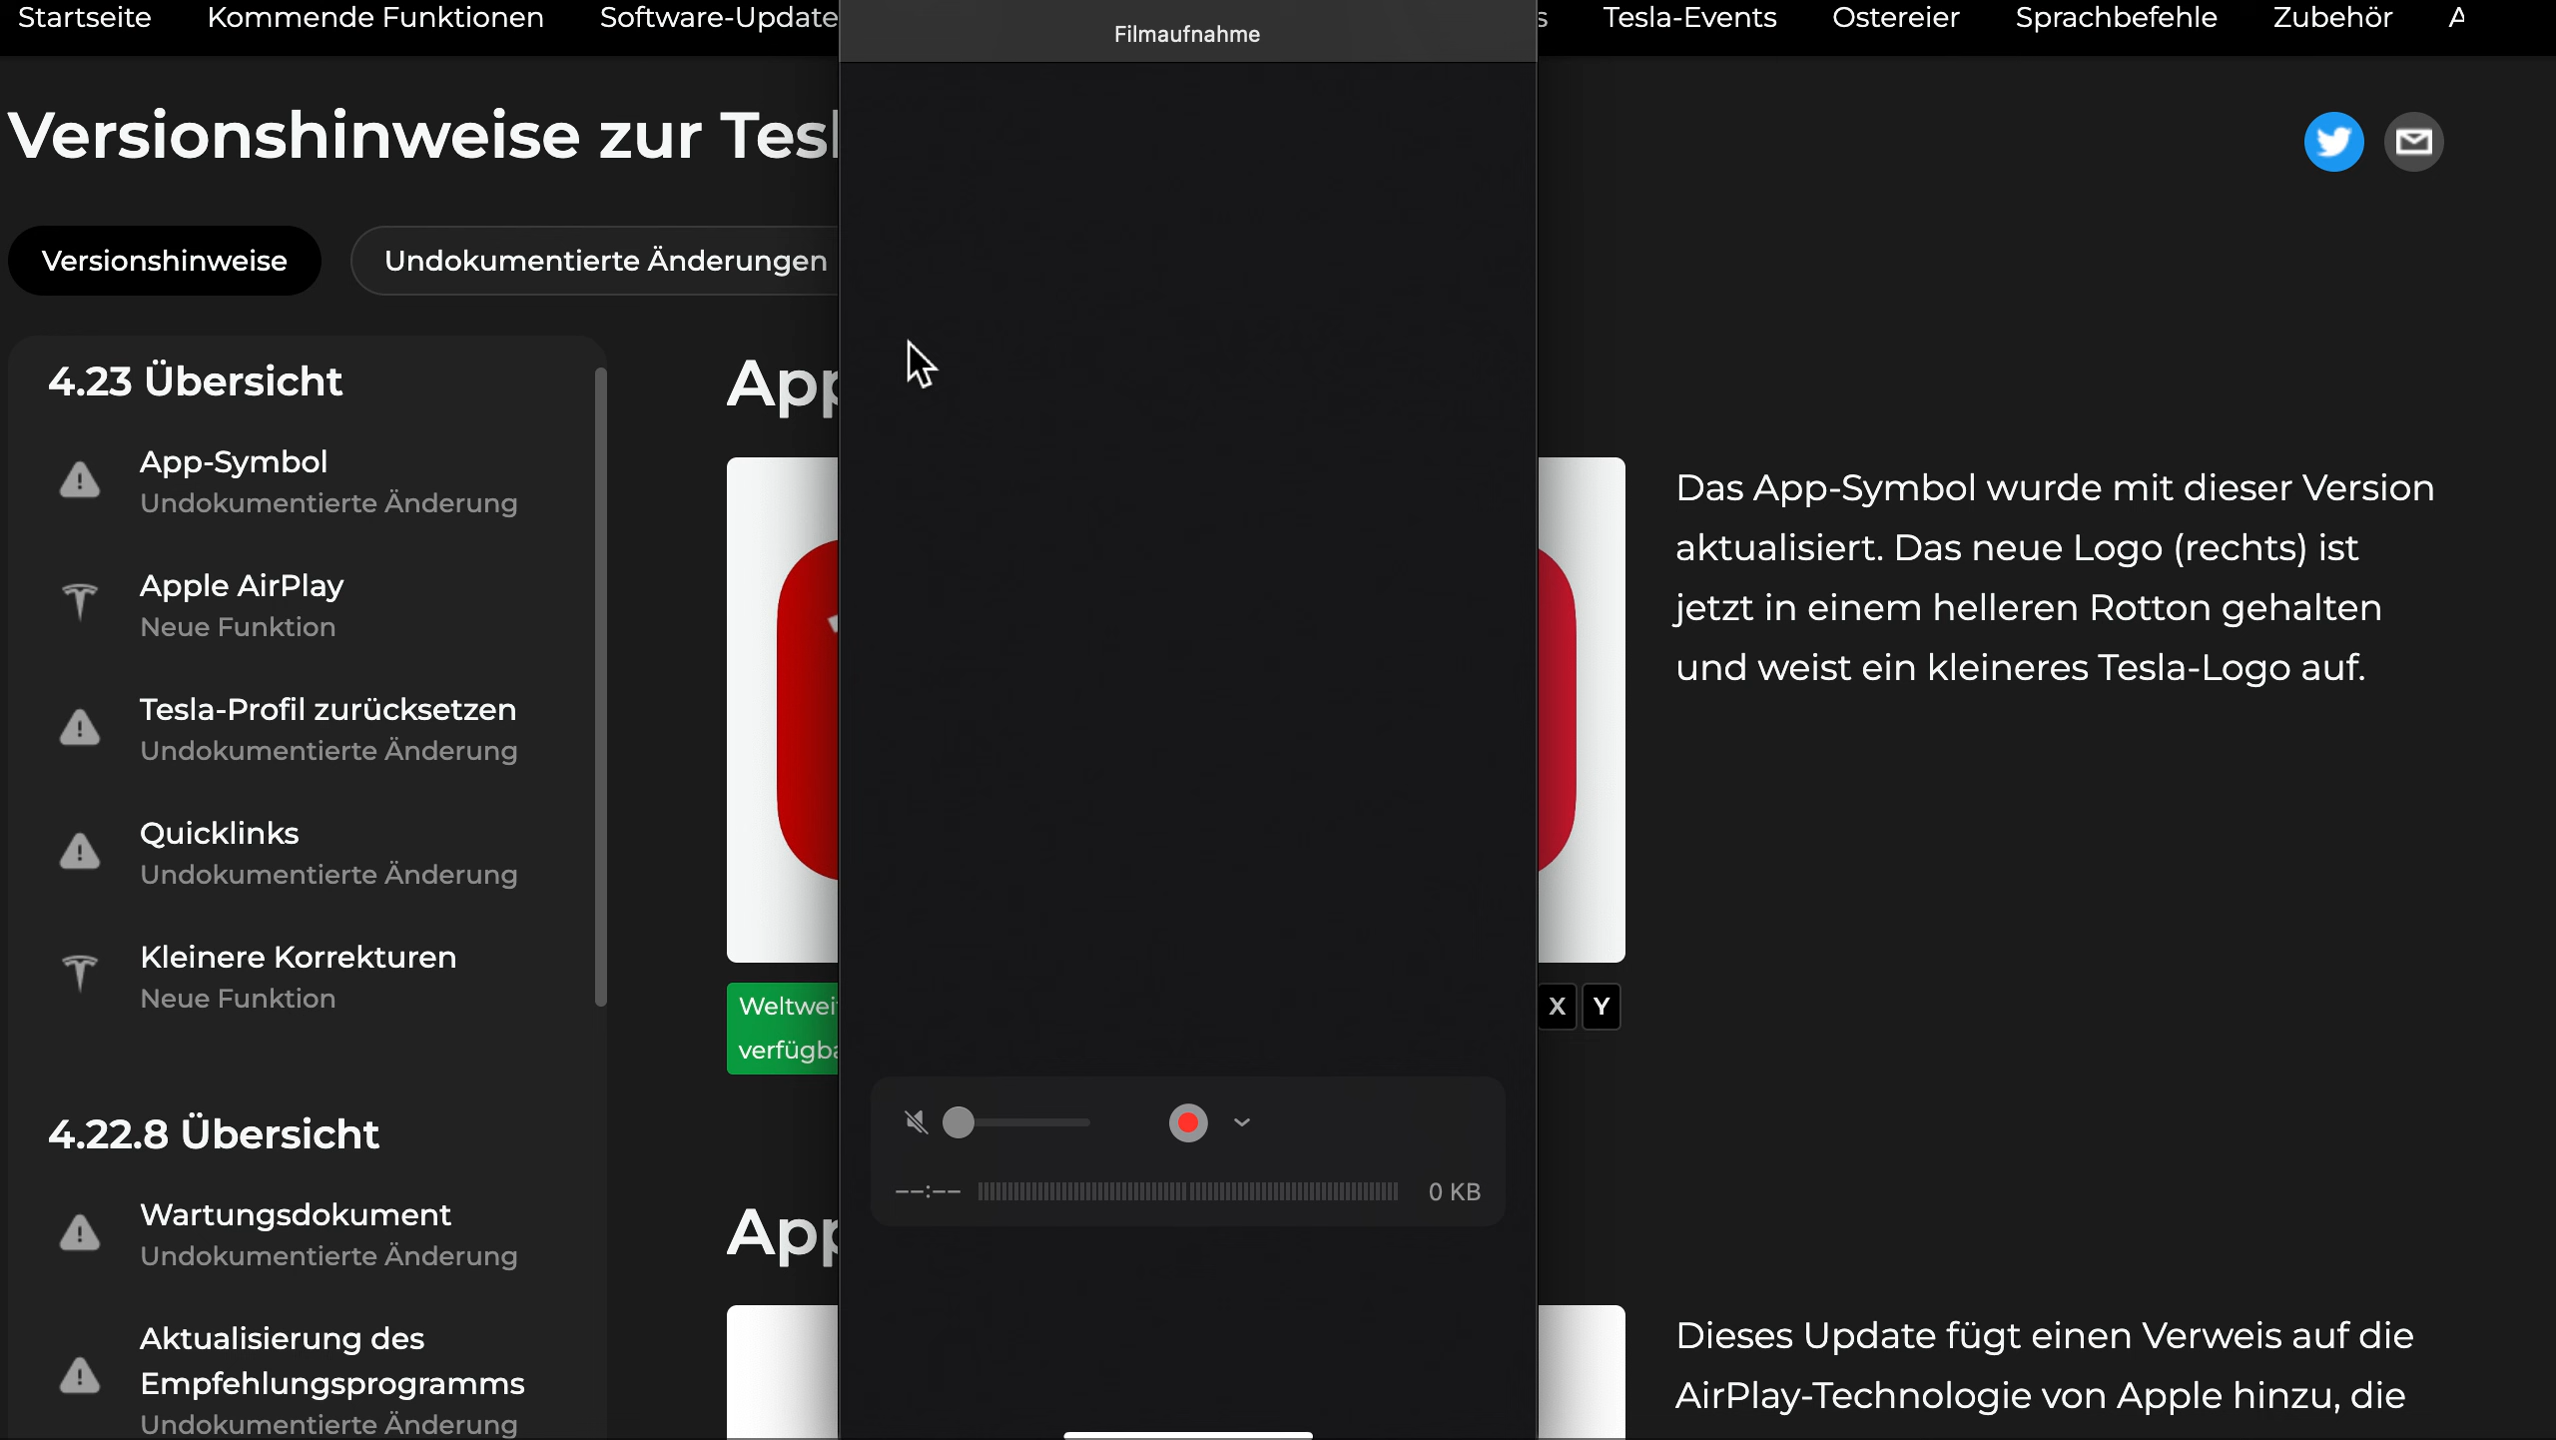 Startseite Kommende Funktionen Software-Update
Tesla-Events Ostereier Sprachbefehle Zubehör
Filmaufnahme
Versionshinweise zur Tesl
Versionshinweise
Undokumentierte Änderungen
4.23 Übersicht
App-Symbol
Undokumentierte Änderung
Apple AirPlay
Neue Funktion
Tesla-Profil zurücksetzen
Undokumentierte Änderung
Quicklinks
Undokumentierte Änderung
Kleinere Korrekturen
Neue Funktion
4.22.8 Übersicht
Wartungsdokument
Undokumentierte Änderung
Aktualisierung des
Empfehlungsprogramms
Undokumentierte Änderung
App
Das App-Symbol wurde mit dieser Version
aktualisiert. Das neue Logo (rechts) ist
jetzt in einem helleren Rotton gehalten
und weist ein kleineres Tesla-Logo auf.
Weltwei
verfügba
X Y
--:-- 0 KB
App
Dieses Update fügt einen Verweis auf die
AirPlay-Technologie von Apple hinzu, die